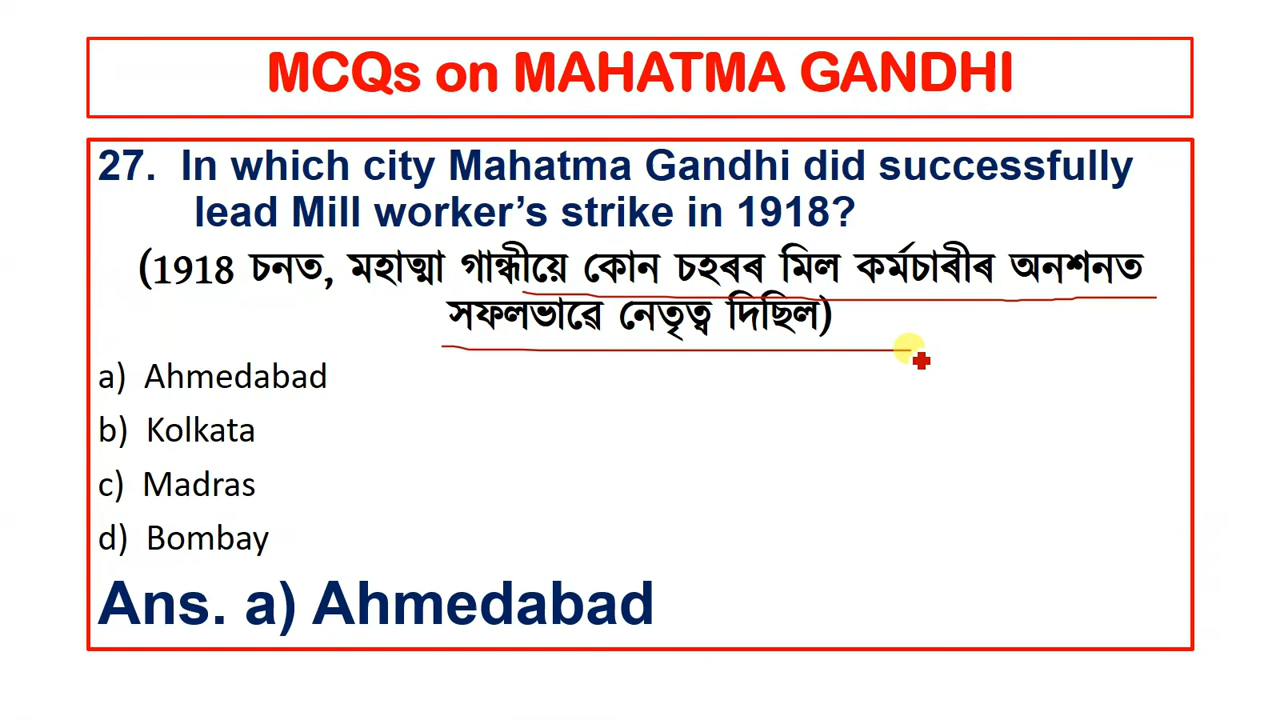 MCQs on MAHATMA GANDHI
27. In which city Mahatma Gandhi did successfully
lead Mill worker’s strike in 1918?
(1918 চনত, মহাত্মা গান্ধীয়ে কোন চহৰৰ মিল কৰ্মচাৰীৰ অনশনত
সফলভাৱে নেতৃত্ব দিছিল)
a) Ahmedabad
b) Kolkata
c) Madras
d) Bombay
Ans. a) Ahmedabad